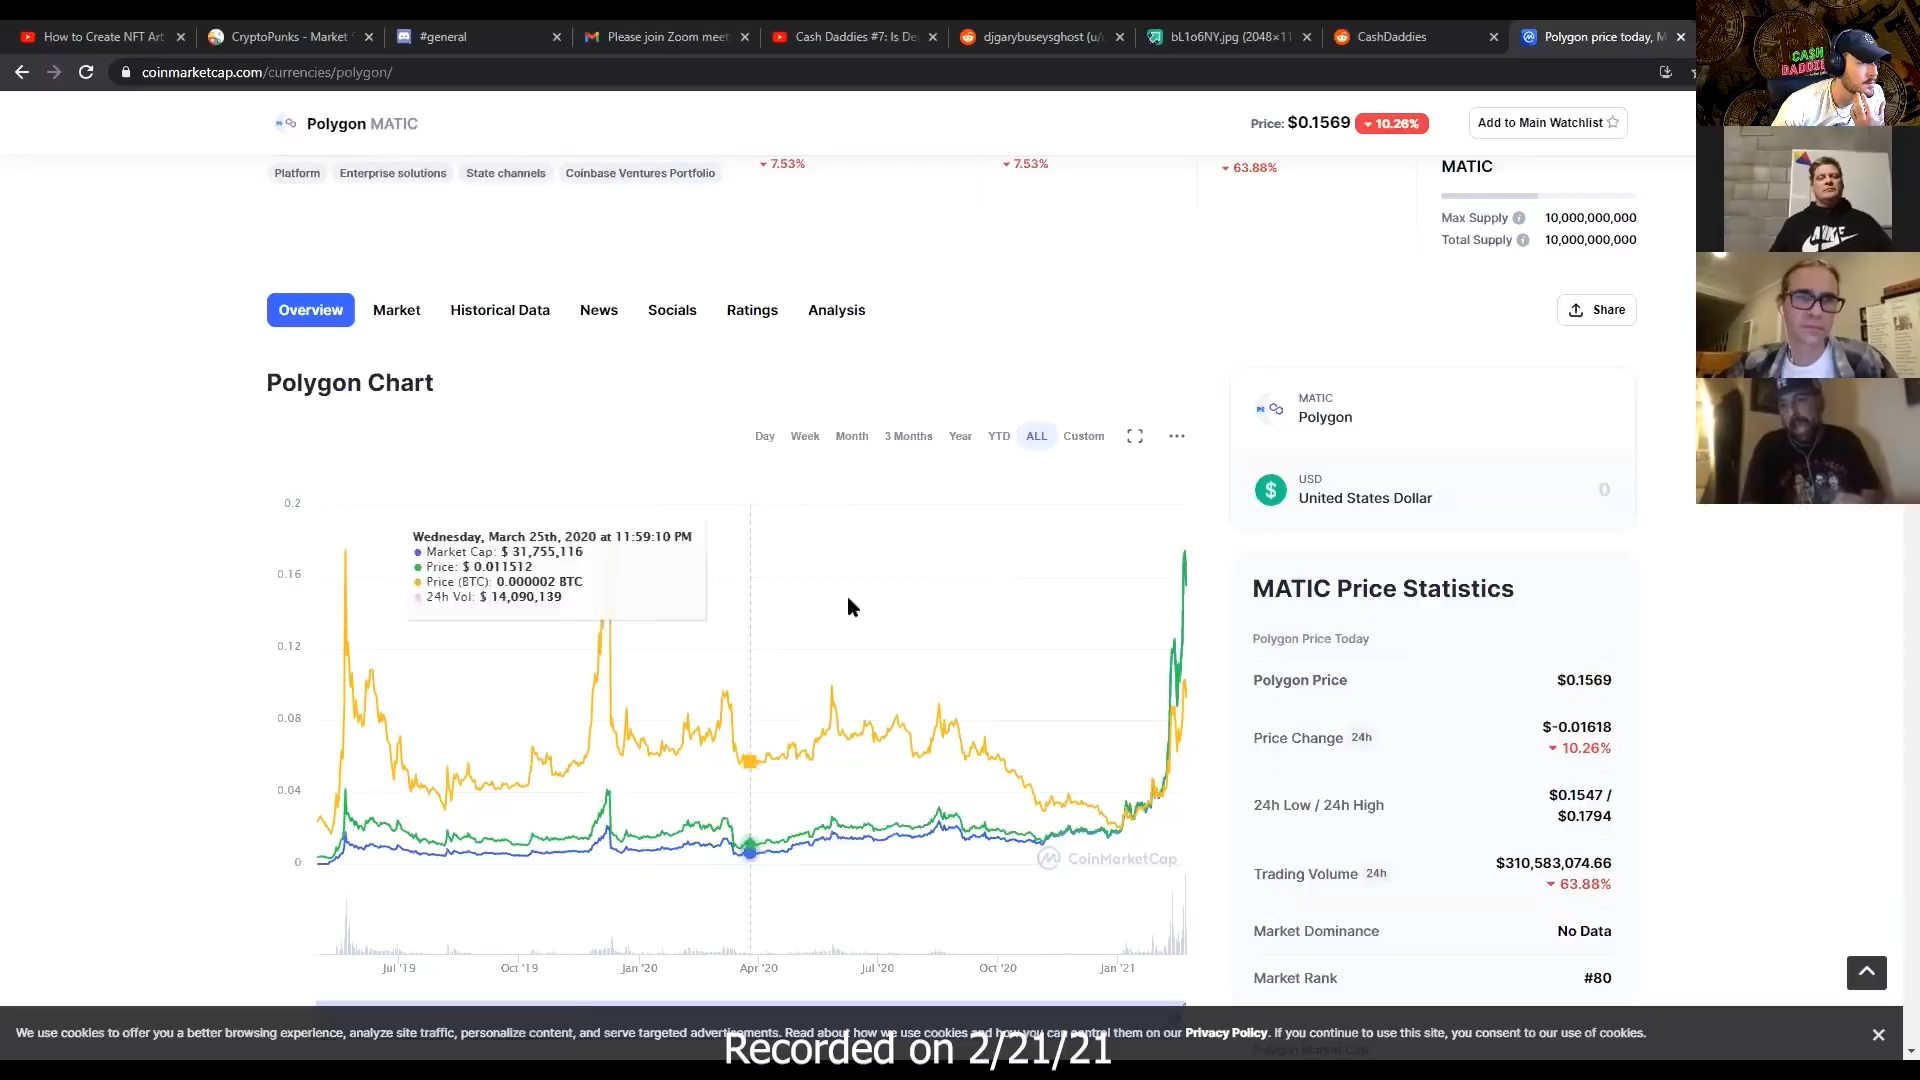 How to Create NFT Art
CryptoPunks - Market
#general
Please join Zoom meet
Cash Daddies #7: Is De
djgarybuseysghost (u/
bL1o6NY.jpg (2048×1
CashDaddies
Polygon price today, M
coinmarketcap.com/currencies/polygon/
CASH
DADDIE
Polygon MATIC
Price: $0.1569 10.26%
Add to Main Watchlist
Platform
Enterprise solutions
State channels
Coinbase Ventures Portfolio
7.53%
7.53%
63.88%
MATIC
Max Supply 10,000,000,000
Total Supply 10,000,000,000
Overview
Market
Historical Data
News
Socials
Ratings
Analysis
Share
Polygon Chart
Day
Week
Month
3 Months
Year
YTD
ALL
Custom
MATIC
Polygon
USD
United States Dollar
0
0.2
0.16
0.12
0.08
0.04
0
Wednesday, March 25th, 2020 at 11:59:10 PM
Market Cap: $ 31,755,116
Price: $ 0.011512
Price (BTC): 0.000002 BTC
24h Vol: $ 14,090,139
CoinMarketCap
Jul '19
Oct '19
Jan '20
Apr '20
Jul '20
Oct '20
Jan '21
MATIC Price Statistics
Polygon Price Today
Polygon Price $0.1569
Price Change 24h $-0.01618
10.26%
24h Low / 24h High $0.1547 /
$0.1794
Trading Volume 24h $310,583,074.66
63.88%
Market Dominance No Data
Market Rank #80
We use cookies to offer you a better browsing experience, analyze site traffic, personalize content, and serve targeted advertisements. Read about how we use cookies and how you can control them on our Privacy Policy. If you continue to use this site, you consent to our use of cookies.
Polygon Market Cap
Recorded on 2/21/21